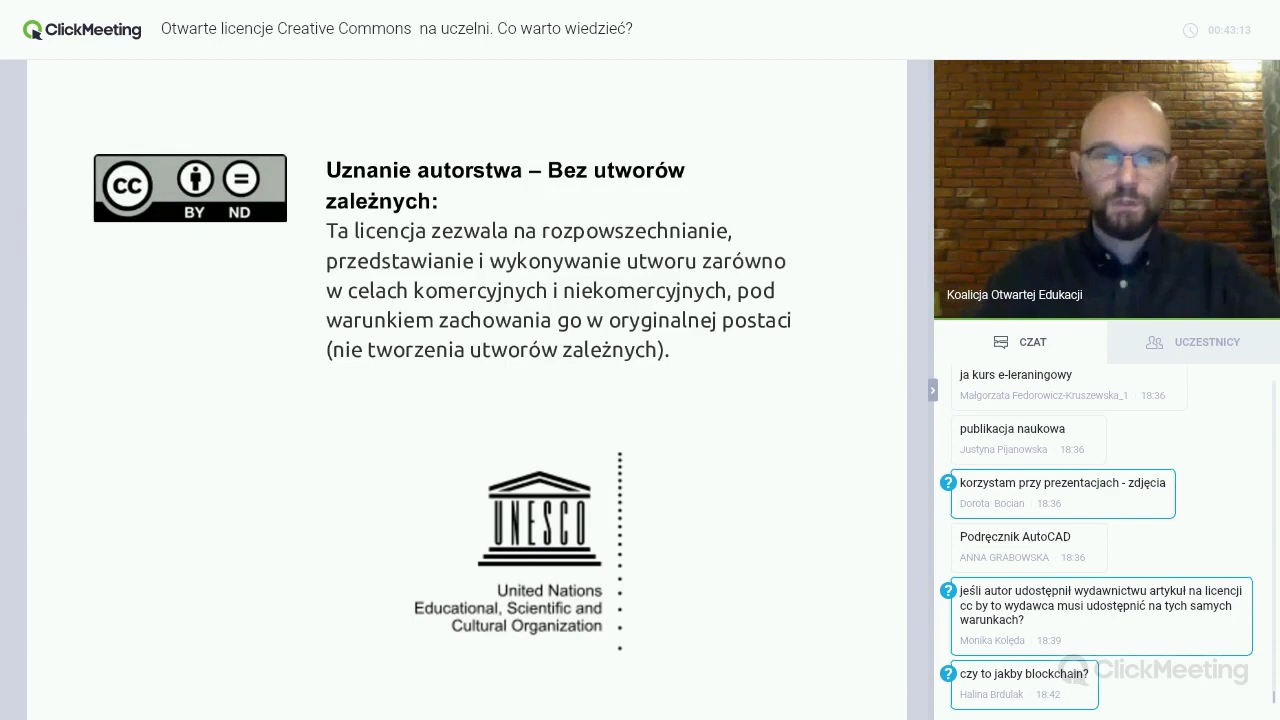 ClickMeeting
Otwarte licencje Creative Commons  na uczelni. Co warto wiedzieć?
00:43:13
cc
BY ND
Uznanie autorstwa – Bez utworów
zależnych:
Ta licencja zezwala na rozpowszechnianie,
przedstawianie i wykonywanie utworu zarówno
w celach komercyjnych i niekomercyjnych, pod
warunkiem zachowania go w oryginalnej postaci
(nie tworzenia utworów zależnych).
UNESCO
United Nations
Educational, Scientific and
Cultural Organization
Koalicja Otwartej Edukacji
CZAT
UCZESTNICY
ja kurs e-leraningowy
Małgorzata Fedorowicz-Kruszewska_1 18:36
publikacja naukowa
Justyna Pijanowska 18:36
? korzystam przy prezentacjach - zdjęcia
Dorota  Bocian 18:36
Podręcznik AutoCAD
ANNA GRABOWSKA 18:36
? jeśli autor udostępnił wydawnictwu artykuł na licencji
cc by to wydawca musi udostępnić na tych samych
warunkach?
Monika Kolęda 18:39
? czy to jakby blockchain?
Halina Brdulak 18:42
ClickMeeting